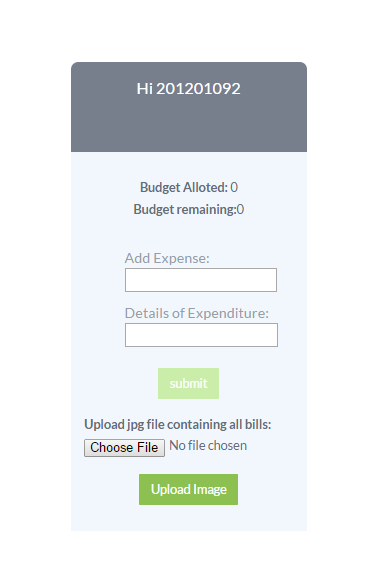 Hi 201201092
Budget Alloted: 0
Budget remaining:0
Add Expense:
Details of Expenditure:
submit
Upload jpg file containing all bills:
Choose File No file chosen
Upload Image